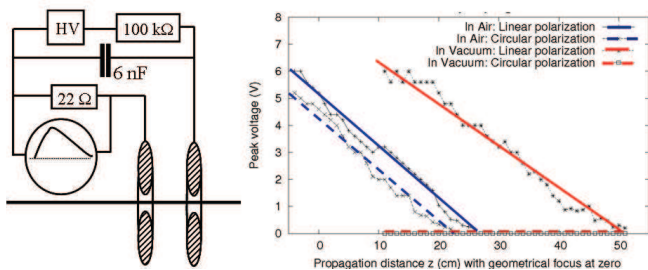 HV
100 kΩ
6 nF
22 Ω
In Air: Linear polarization
In Air: Circular polarization
In Vacuum: Linear polarization
In Vacuum: Circular polarization
Peak voltage (V)
8
7
6
5
4
3
2
1
0
0
10
20
30
40
50
Propagation distance z (cm) with geometrical focus at zero